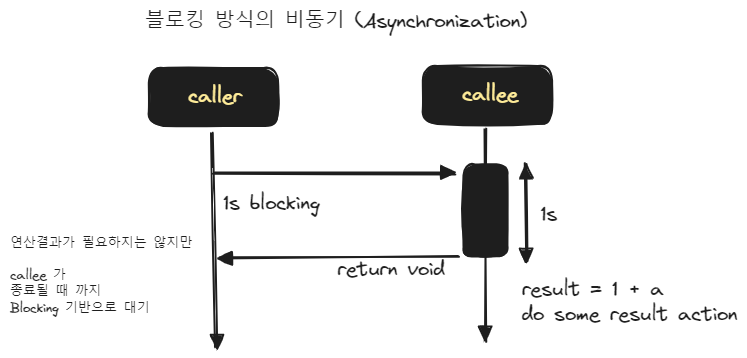 블로킹 방식의 비동기 (Asynchronization)
caller
callee
1s blocking
1s
연산결과가 필요하지는 않지만
callee 가
종료될 때 까지
Blocking 기반으로 대기
return void
result = 1 + a
do some result action